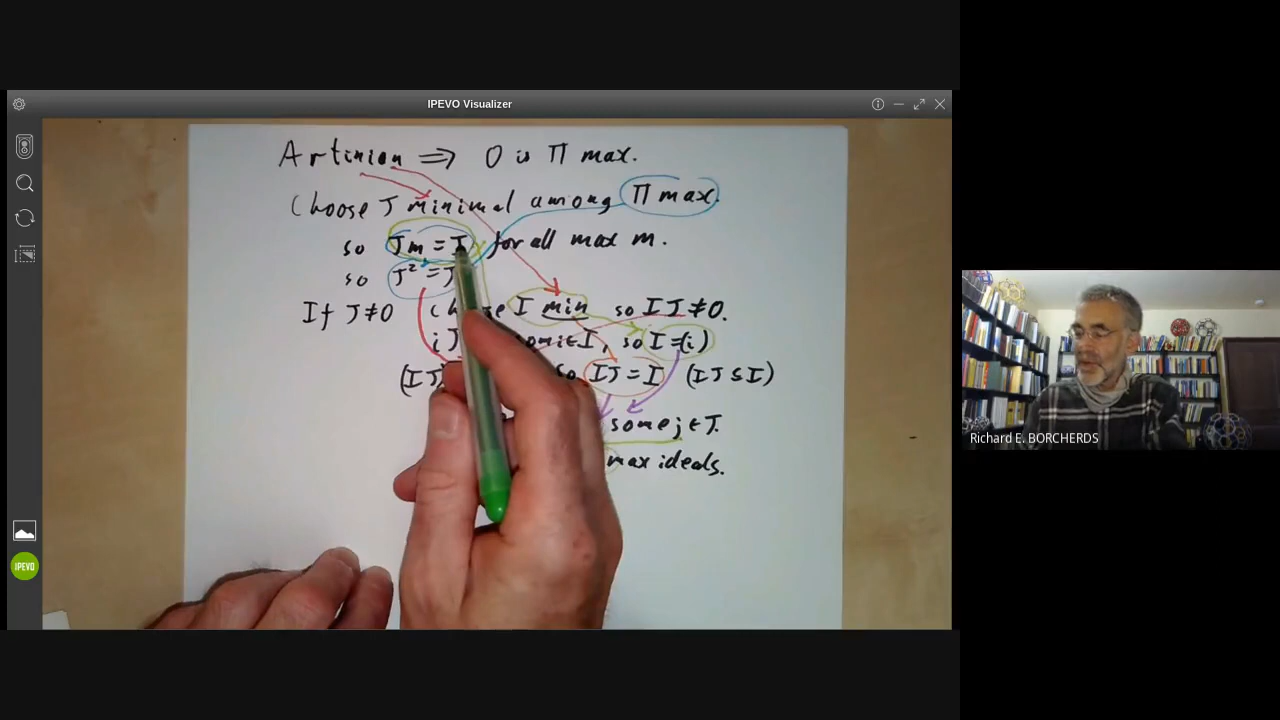 IPEVO Visualizer
Artinian ⇒ 0 is Π max.
Choose J minimal among Π max.
so Jm = J for all max m.
so J² = J
If J≠0 I min so IJ≠0.
i I, so I=(i)
(IJ) so IJ = I (IJ ⊆ I)
some j ∈ J.
max ideals.
IPEVO
Richard E. BORCHERDS